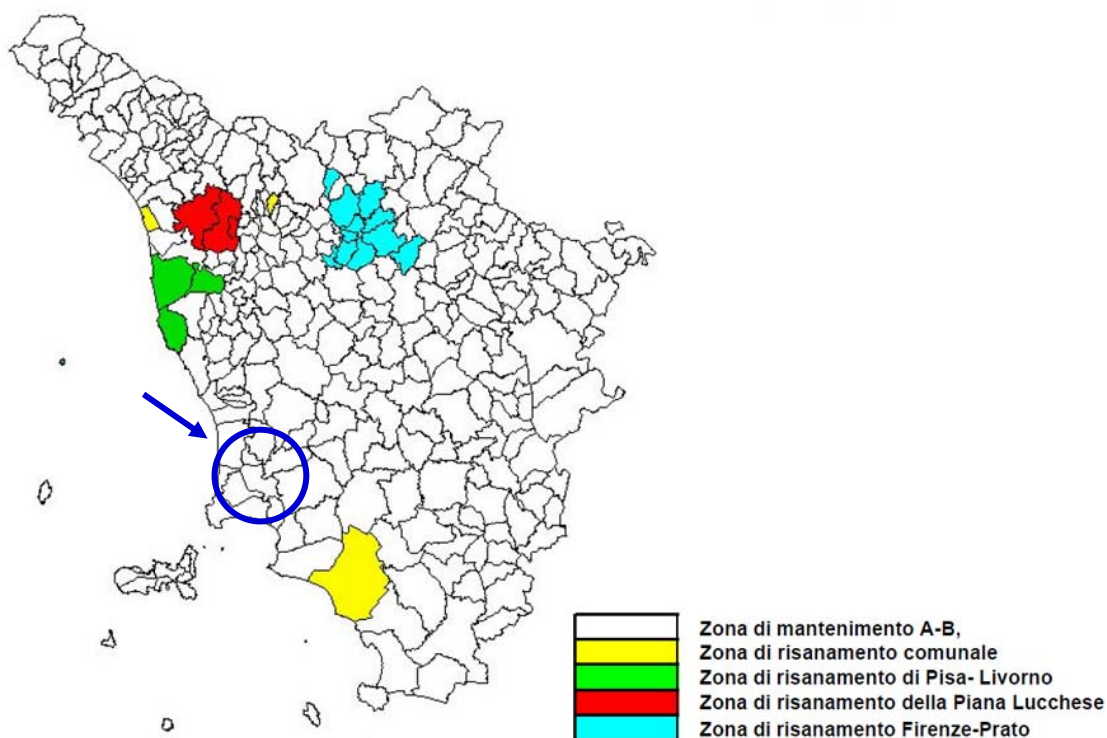 Zona di mantenimento A-B,
Zona di risanamento comunale
Zona di risanamento di Pisa- Livorno
Zona di risanamento della Piana Lucchese
Zona di risanamento Firenze-Prato